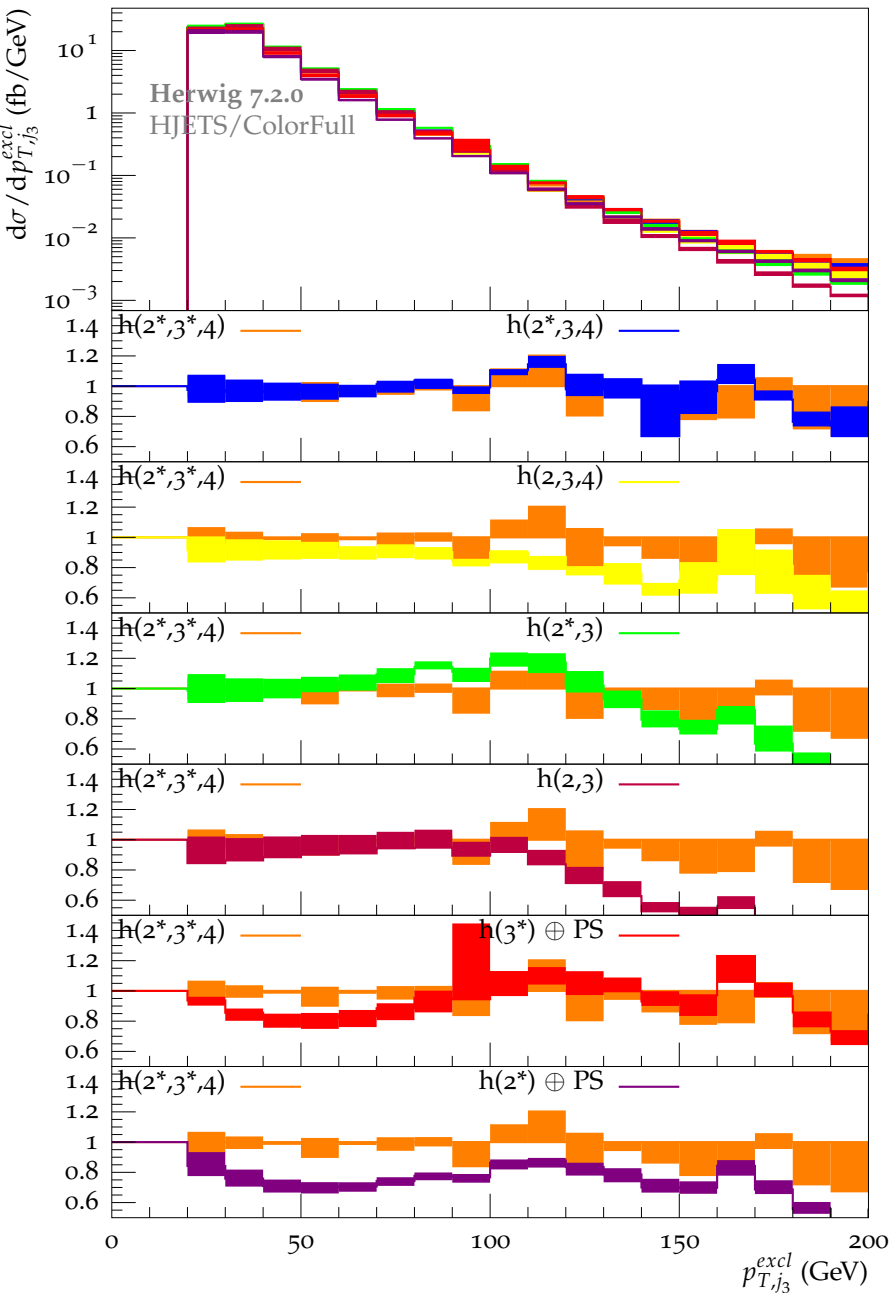 dσ/dp_{T,j_3}^{excl} (fb/GeV)
10^1
1
10^−1
10^−2
10^−3
Herwig 7.2.0
HJETS/ColorFull
h(2*,3*,4)
h(2*,3,4)
1.4
1.2
1
0.8
0.6
h(2*,3*,4)
h(2,3,4)
1.4
1.2
1
0.8
0.6
h(2*,3*,4)
h(2*,3)
1.4
1.2
1
0.8
0.6
h(2*,3*,4)
h(2,3)
1.4
1.2
1
0.8
0.6
h(2*,3*,4)
h(3*) ⊕ PS
1.4
1.2
1
0.8
0.6
h(2*,3*,4)
h(2*) ⊕ PS
1.4
1.2
1
0.8
0.6
0 50 100 150 200
p_{T,j_3}^{excl} (GeV)